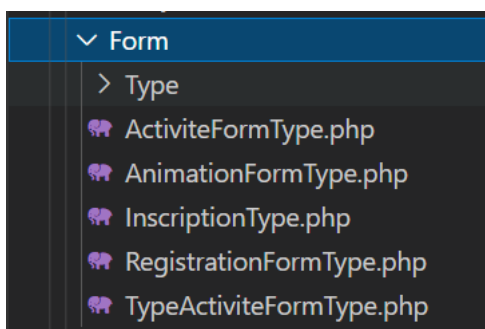 Form
Type
ActiviteFormType.php
AnimationFormType.php
InscriptionType.php
RegistrationFormType.php
TypeActiviteFormType.php